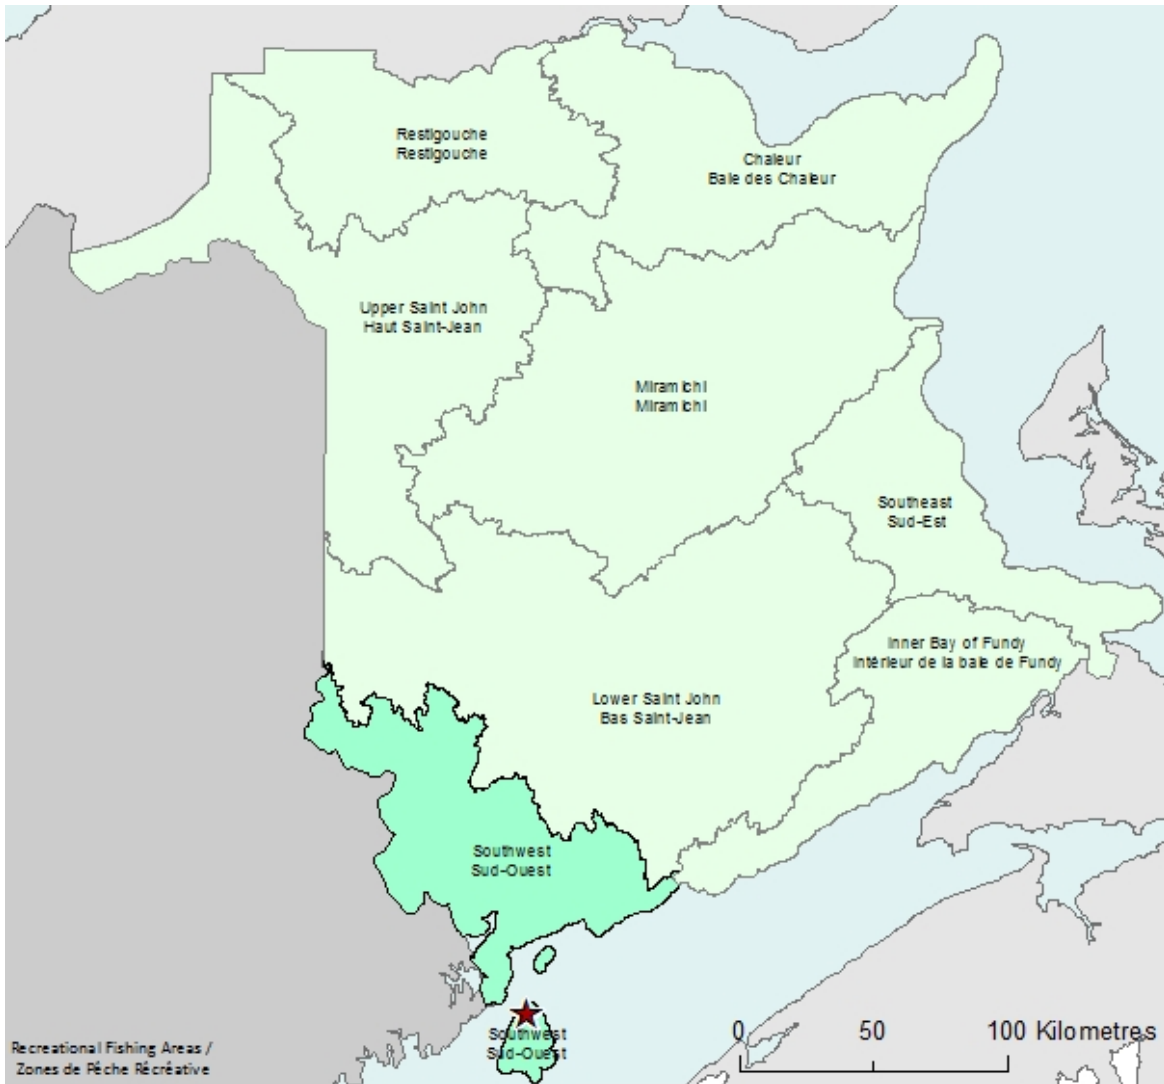 Restigouche
Restigouche
Chaleur
Baie des Chaleur
Upper Saint John
Haut Saint-Jean
Miramichi
Miramichi
Southeast
Sud-Est
Inner Bay of Fundy
Intérieur de la baie de Fundy
Lower Saint John
Bas Saint-Jean
Southwest
Sud-Ouest
Southwest
Sud-Ouest
0 50 100 Kilometres
Recreational Fishing Areas /
Zones de Pêche Récréative